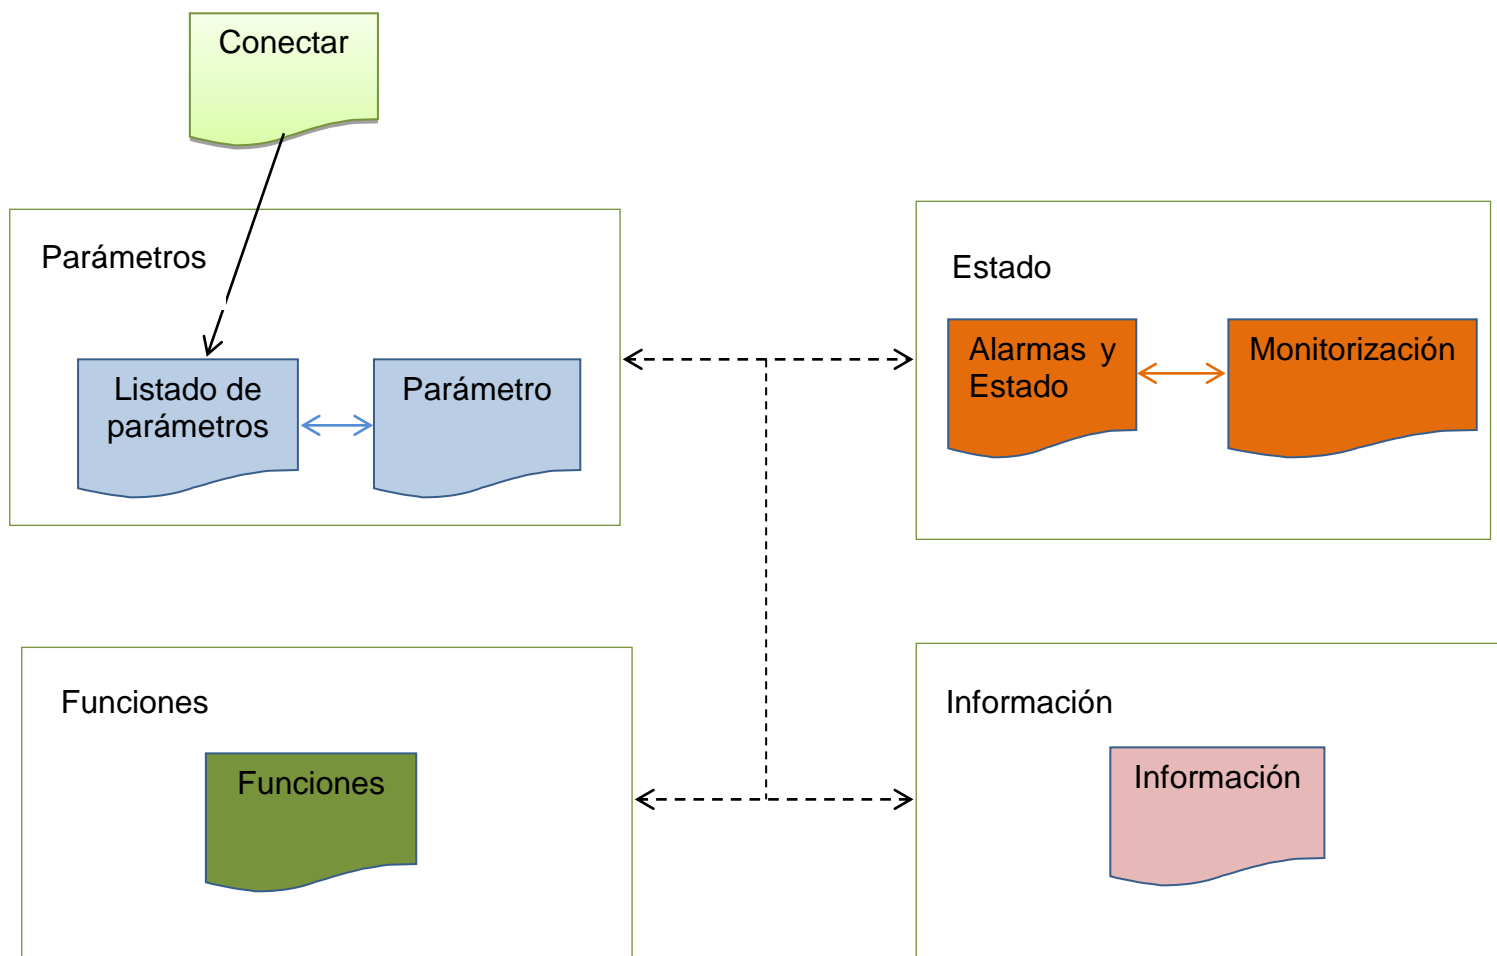 Conectar
Parámetros
Listado de
parámetros
Parámetro
Estado
Alarmas y
Estado
Monitorización
Funciones
Funciones
Información
Información